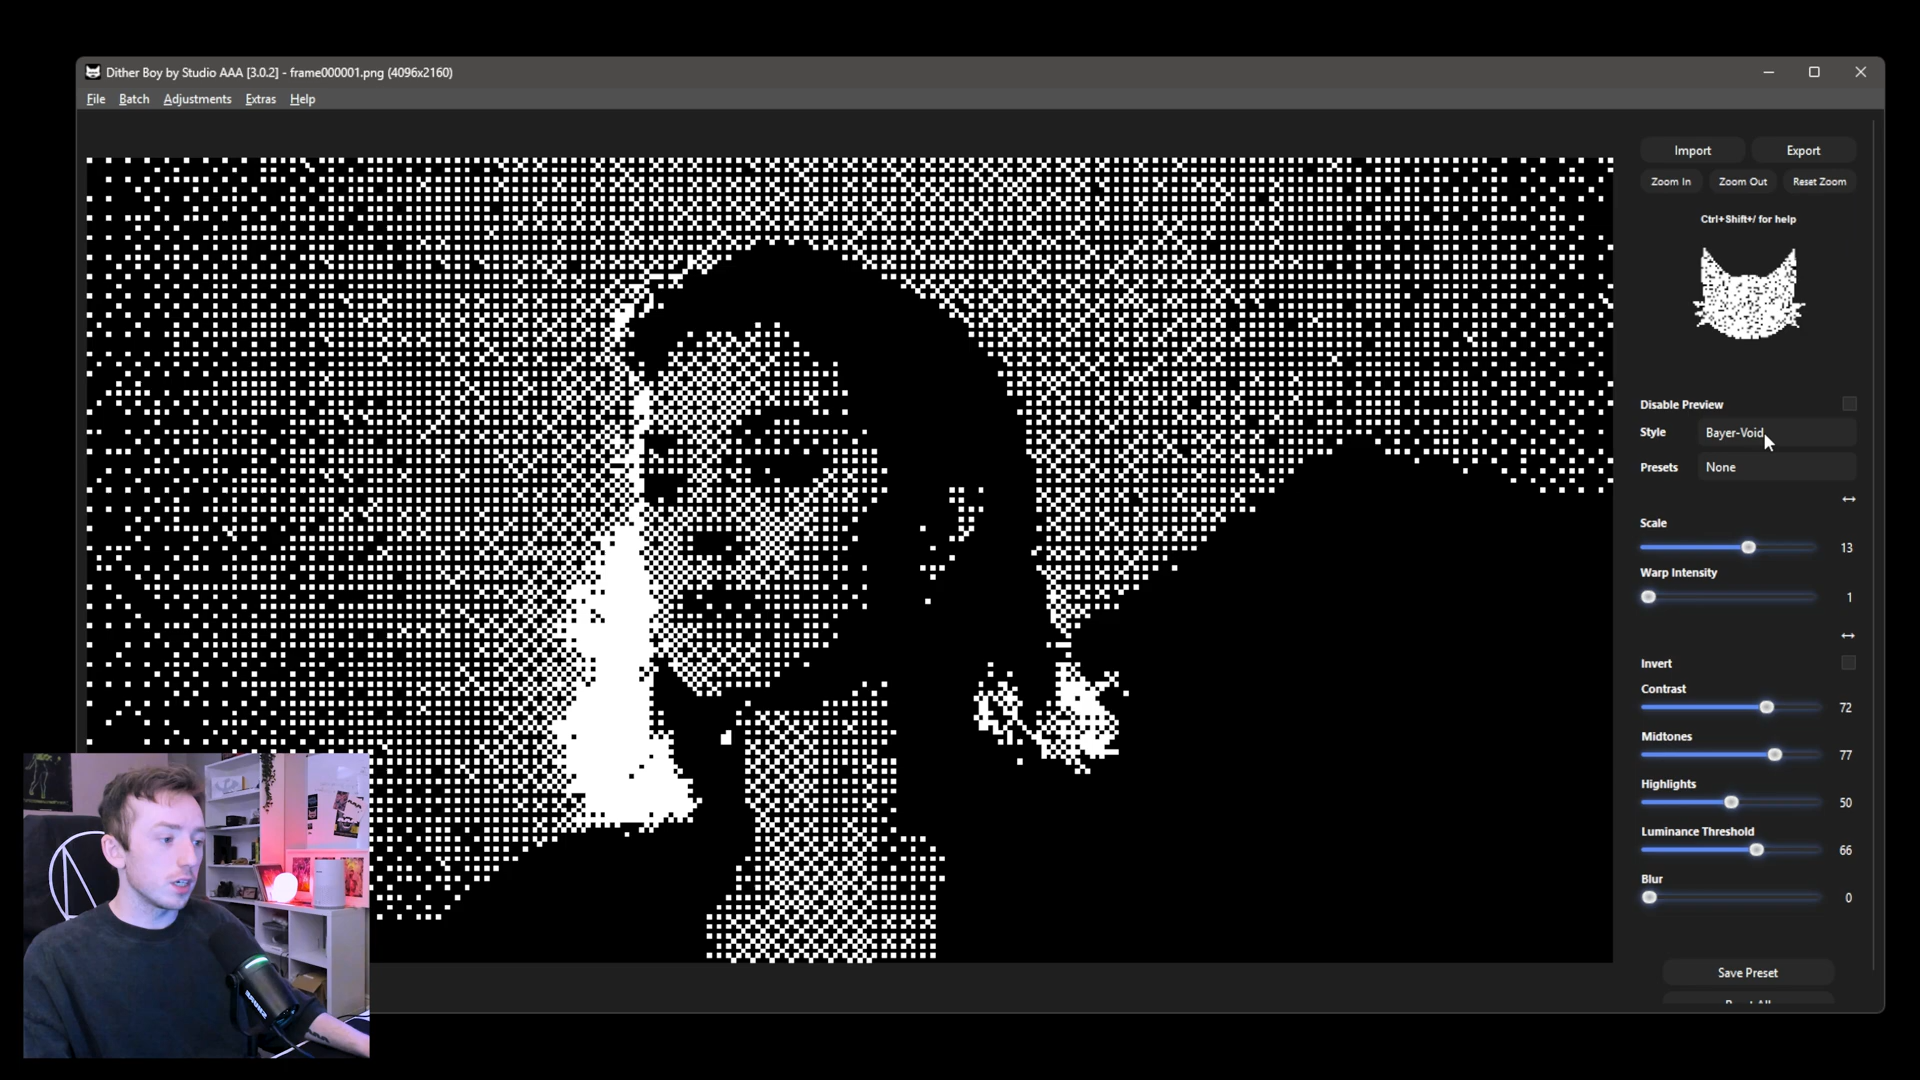 Dither Boy by Studio AAA [3.0.2] - frame000001.png (4096x2160)
File Batch Adjustments Extras Help
Import Export
Zoom In Zoom Out Reset Zoom
Ctrl+Shift+/ for help
Disable Preview
Style Bayer-Void
Presets None
Scale
13
Warp Intensity
1
Invert
Contrast
72
Midtones
77
Highlights
50
Luminance Threshold
66
Blur
0
Save Preset